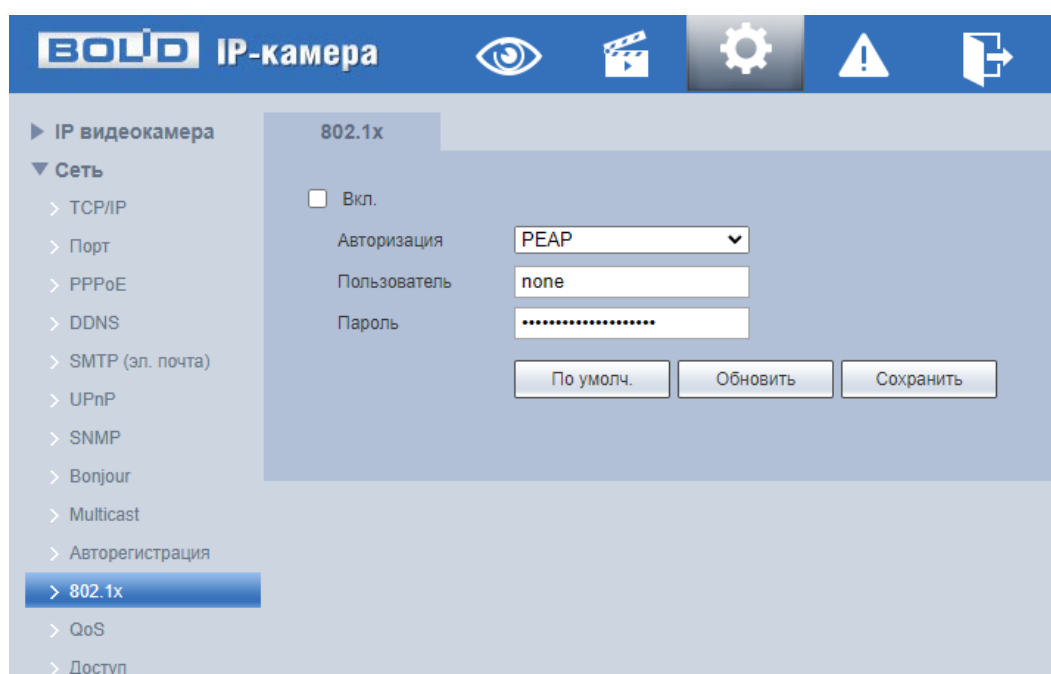 BOLID IP-камера
IP видеокамера
Сеть
TCP/IP
Порт
PPPoE
DDNS
SMTP (эл. почта)
UPnP
SNMP
Bonjour
Multicast
Авторегистрация
802.1x
QoS
Доступ
802.1x
Вкл.
Авторизация PEAP
Пользователь none
Пароль ••••••••••••••••••••
По умолч. Обновить Сохранить